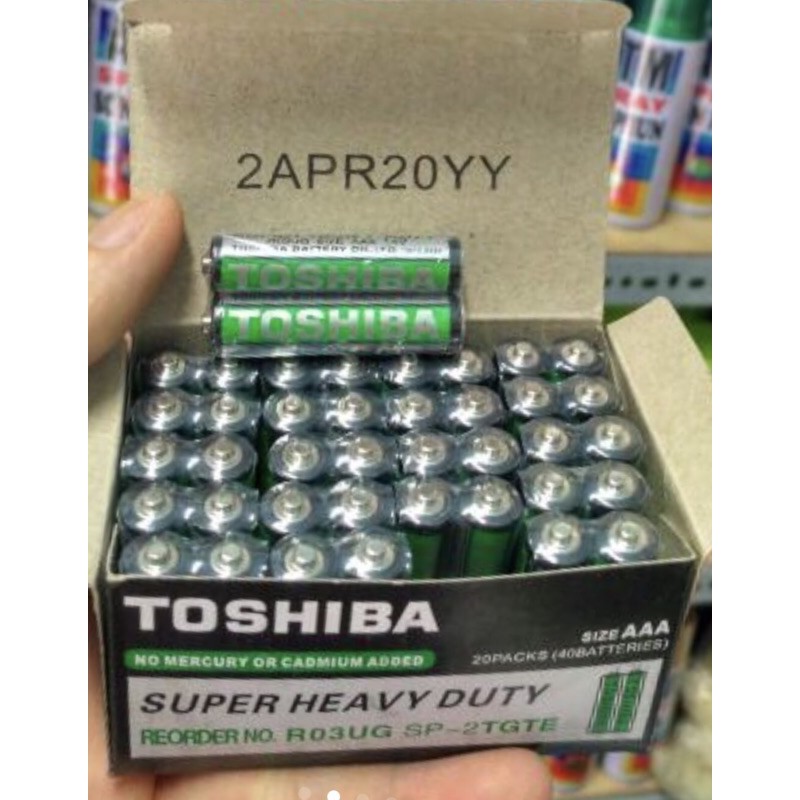 2APR20YY
TOSHIBA
TOSHIBA
TOSHIBA
SIZE AAA
NO MERCURY OR CADMIUM ADDED
20PACKS (40BATTERIES)
SUPER HEAVY DUTY
REORDER NO. R03UG SP-2TGTE